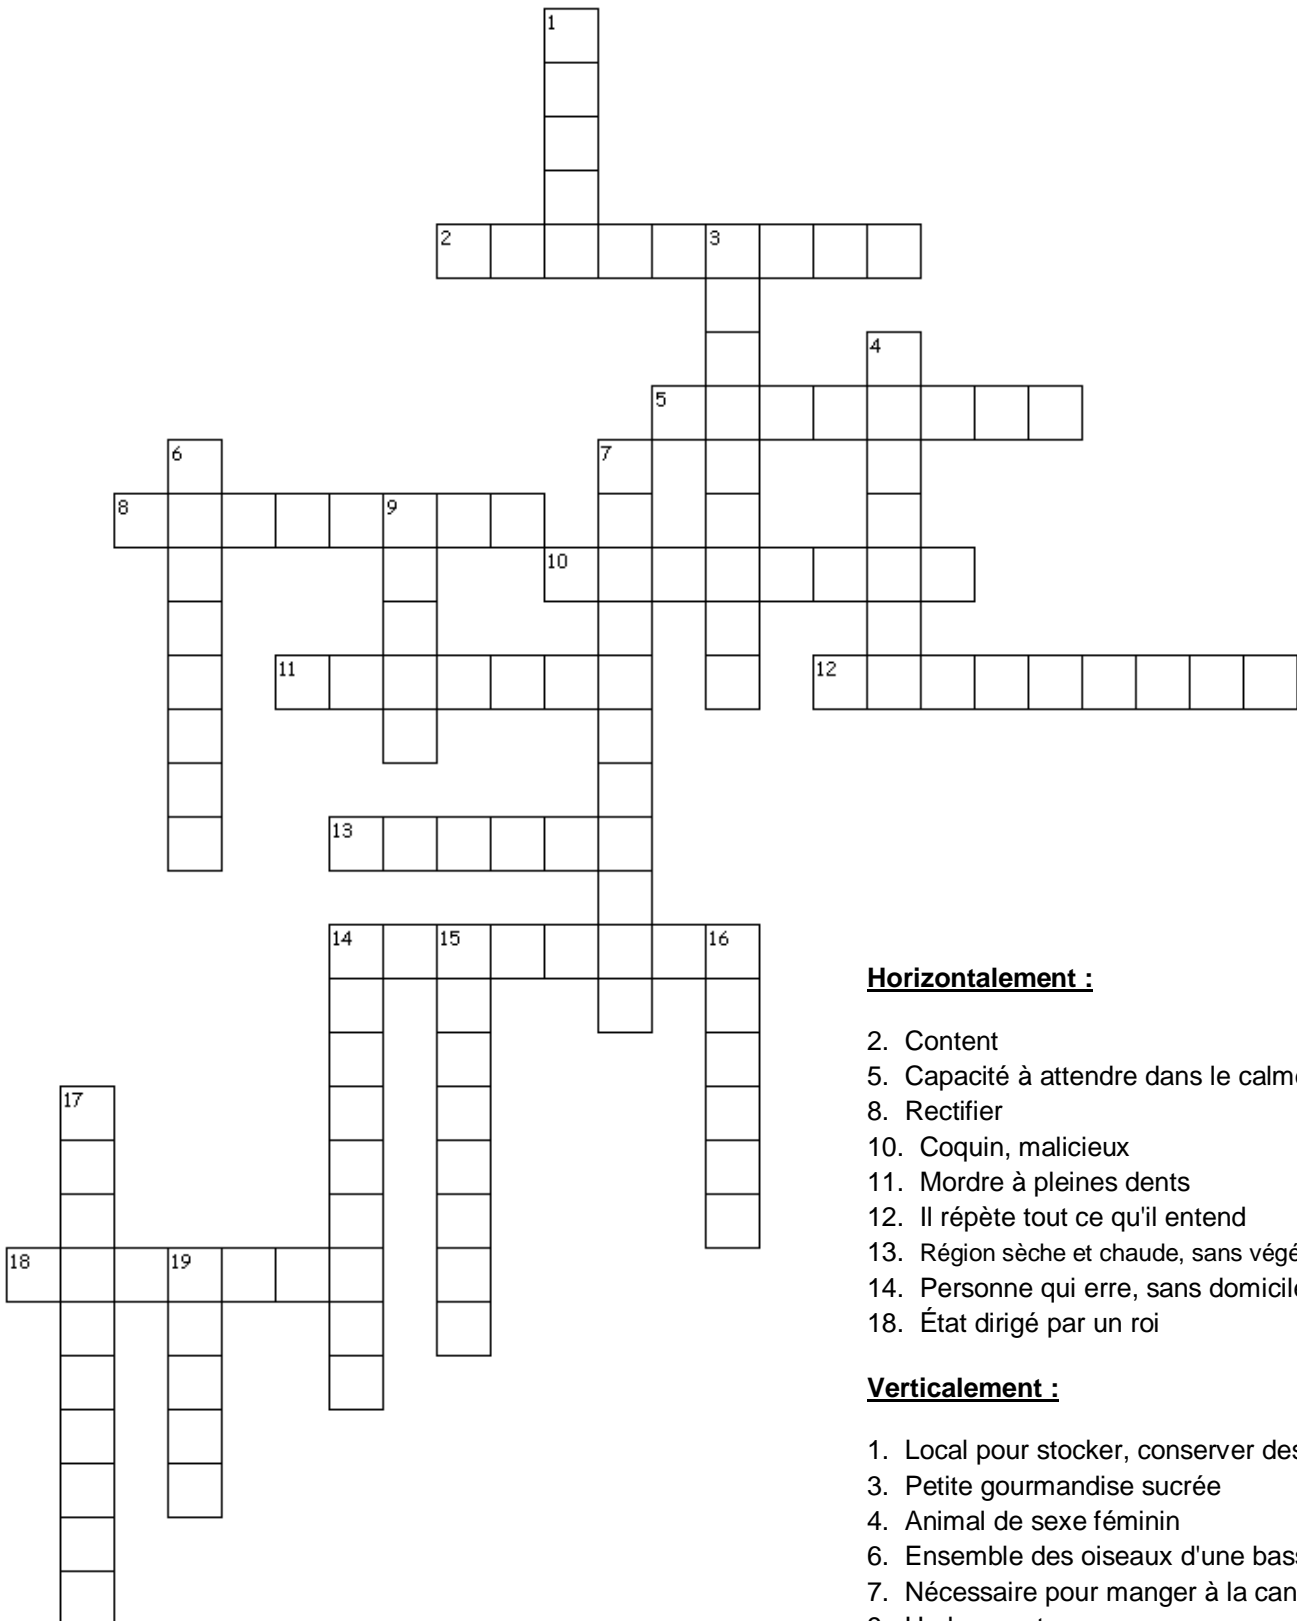 1
2 3
4
5
6 7
8 9
10
11 12
13
14 15 16
17
18 19
Horizontalement :
2. Content
5. Capacité à attendre dans le calme
8. Rectifier
10. Coquin, malicieux
11. Mordre à pleines dents
12. Il répète tout ce qu'il entend
13. Région sèche et chaude, sans végé
14. Personne qui erre, sans domicile
18. État dirigé par un roi
Verticalement :
1. Local pour stocker, conserver des
3. Petite gourmandise sucrée
4. Animal de sexe féminin
6. Ensemble des oiseaux d'une bass
7. Nécessaire pour manger à la can